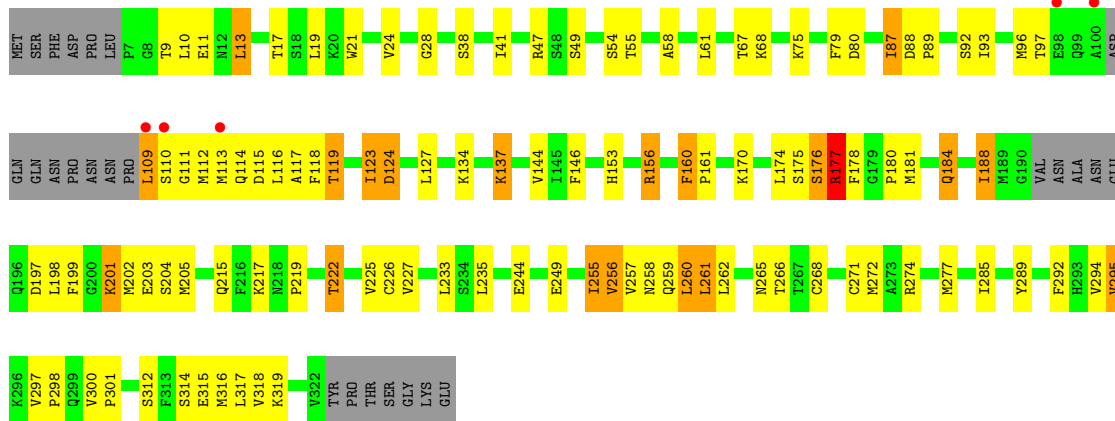 MET SER PHE ASP PRO LEU P7 G8 T9 L10 E11 N12 L13 T17 S18 L19 K20 W21 V24 G28 S38 I41 R47 S48 S49 S54 T55 A58 L61 T67 K68 K75 F79 D80 I87 D88 P89 S92 I93 M96 T97 E98 Q99 A100 ASP
GLN GLN ASN PRO ASN ASN PRO L109 S110 G111 M112 M113 Q114 D115 L116 A117 F118 T119 I123 D124 L127 K134 K137 V144 I145 F146 H153 R156 F160 P161 K170 L174 S175 S176 R177 F178 G179 P180 M181 Q184 I188 M189 G190 VAL ASN ALA ASN GLU
Q196 D197 L198 F199 G200 K201 M202 E203 S204 M205 Q215 F216 K217 N218 P219 T222 V225 C226 V227 L233 S234 L235 E244 E249 I255 V256 V257 N258 Q259 L260 L261 L262 N265 T266 T267 C268 C271 M272 A273 R274 M277 I285 Y289 F292 H293 V294 V295
K296 V297 P298 Q299 V300 P301 S312 F313 S314 E315 M316 L317 V318 K319 V322 TYR PRO THR SER GLY LYS GLU